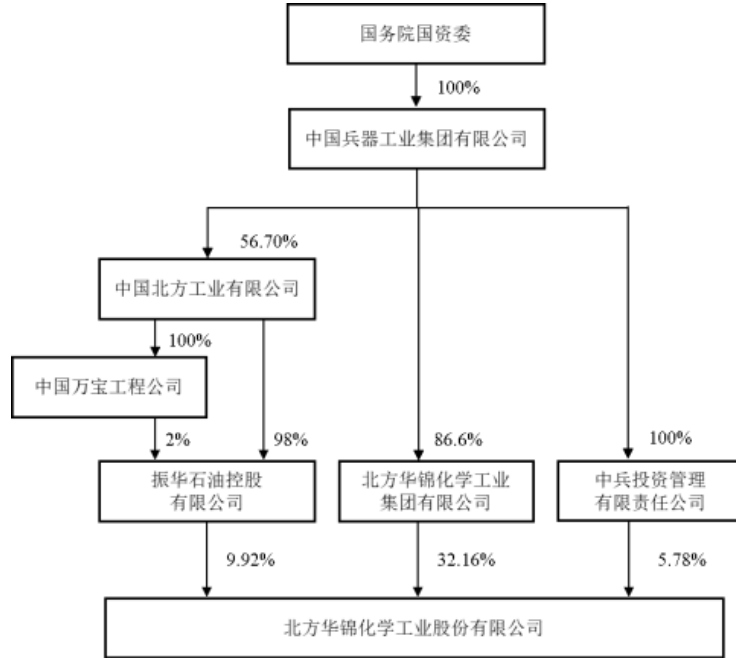 国务院国资委
100%
中国兵器工业集团有限公司
56.70%
中国北方工业有限公司
100%
中国万宝工程公司
2%
98%
86.6%
100%
振华石油控股
有限公司
北方华锦化学工业
集团有限公司
中兵投资管理
有限责任公司
9.92%
32.16%
5.78%
北方华锦化学工业股份有限公司